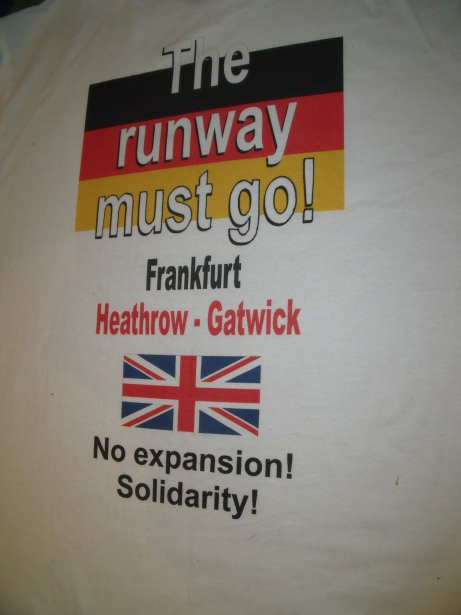 The
runway
must go!
Frankfurt
Heathrow - Gatwick
No expansion!
Solidarity!